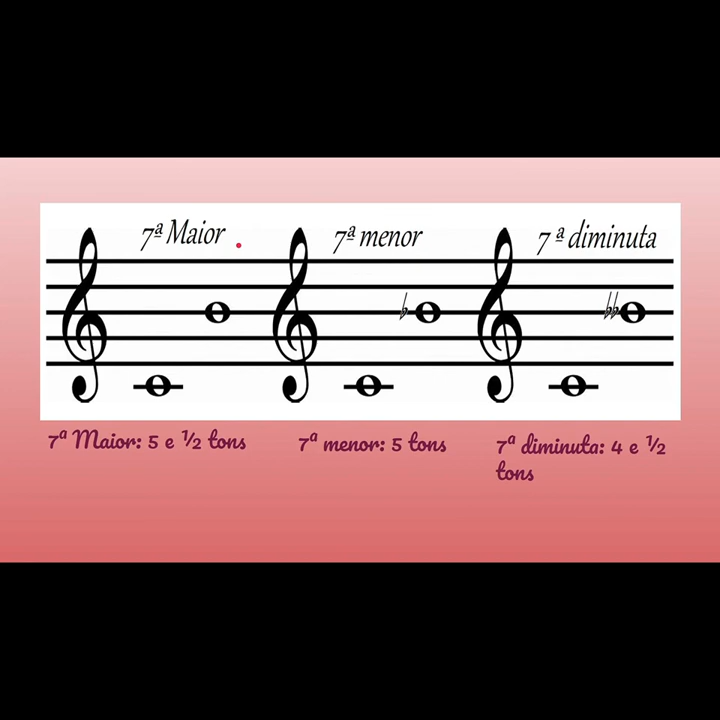 7ª Maior
7ª menor
7ª diminuta
7ª Maior: 5 e ½ tons
7ª menor: 5 tons
7ª diminuta: 4 e ½
tons